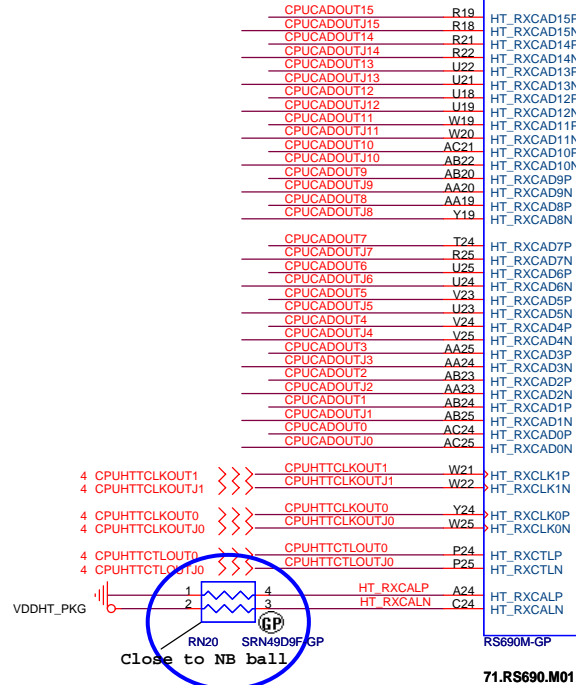 CPUCADOUT15 R19 HT_RXCAD15P
CPUCADOUTJ15 R18 HT_RXCAD15N
CPUCADOUT14 R21 HT_RXCAD14P
CPUCADOUTJ14 R22 HT_RXCAD14N
CPUCADOUT13 U22 HT_RXCAD13P
CPUCADOUTJ13 U21 HT_RXCAD13N
CPUCADOUT12 U18 HT_RXCAD12P
CPUCADOUTJ12 U19 HT_RXCAD12N
CPUCADOUT11 W19 HT_RXCAD11P
CPUCADOUTJ11 W20 HT_RXCAD11N
CPUCADOUT10 AC21 HT_RXCAD10P
CPUCADOUTJ10 AB22 HT_RXCAD10N
CPUCADOUT9 AB20 HT_RXCAD9P
CPUCADOUTJ9 AA20 HT_RXCAD9N
CPUCADOUT8 AA19 HT_RXCAD8P
CPUCADOUTJ8 Y19 HT_RXCAD8N
CPUCADOUT7 T24 HT_RXCAD7P
CPUCADOUTJ7 R25 HT_RXCAD7N
CPUCADOUT6 U25 HT_RXCAD6P
CPUCADOUTJ6 U24 HT_RXCAD6N
CPUCADOUT5 V23 HT_RXCAD5P
CPUCADOUTJ5 U23 HT_RXCAD5N
CPUCADOUT4 V24 HT_RXCAD4P
CPUCADOUTJ4 V25 HT_RXCAD4N
CPUCADOUT3 AA25 HT_RXCAD3P
CPUCADOUTJ3 AA24 HT_RXCAD3N
CPUCADOUT2 AB23 HT_RXCAD2P
CPUCADOUTJ2 AA23 HT_RXCAD2N
CPUCADOUT1 AB24 HT_RXCAD1P
CPUCADOUTJ1 AB25 HT_RXCAD1N
CPUCADOUT0 AC24 HT_RXCAD0P
CPUCADOUTJ0 AC25 HT_RXCAD0N
4 CPUHTTCLKOUT1 CPUHTTCLKOUT1 W21 HT_RXCLK1P
4 CPUHTTCLKOUTJ1 CPUHTTCLKOUTJ1 W22 HT_RXCLK1N
4 CPUHTTCLKOUT0 CPUHTTCLKOUT0 Y24 HT_RXCLK0P
4 CPUHTTCLKOUTJ0 CPUHTTCLKOUTJ0 W25 HT_RXCLK0N
4 CPUHTTCTLOUT0 CPUHTTCTLOUT0 P24 HT_RXCTLP
4 CPUHTTCTLOUTJ0 CPUHTTCTLOUTJ0 P25 HT_RXCTLN
1 4 HT_RXCALP A24 HT_RXCALP
VDDHT_PKG 2 3 HT_RXCALN C24 HT_RXCALN
GP
RN20 SRN49D9F-GP RS690M-GP
Close to NB ball
71.RS690.M01